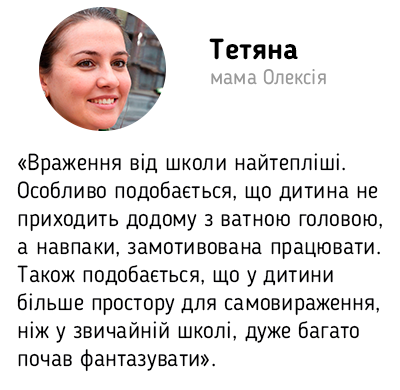 Тетяна
мама Олексія
«Враження від школи найтепліші.
Особливо подобається, що дитина не
приходить додому з ватною головою,
а навпаки, замотивована працювати.
Також подобається, що у дитини
більше простору для самовираження,
ніж у звичайній школі, дуже багато
почав фантазувати».